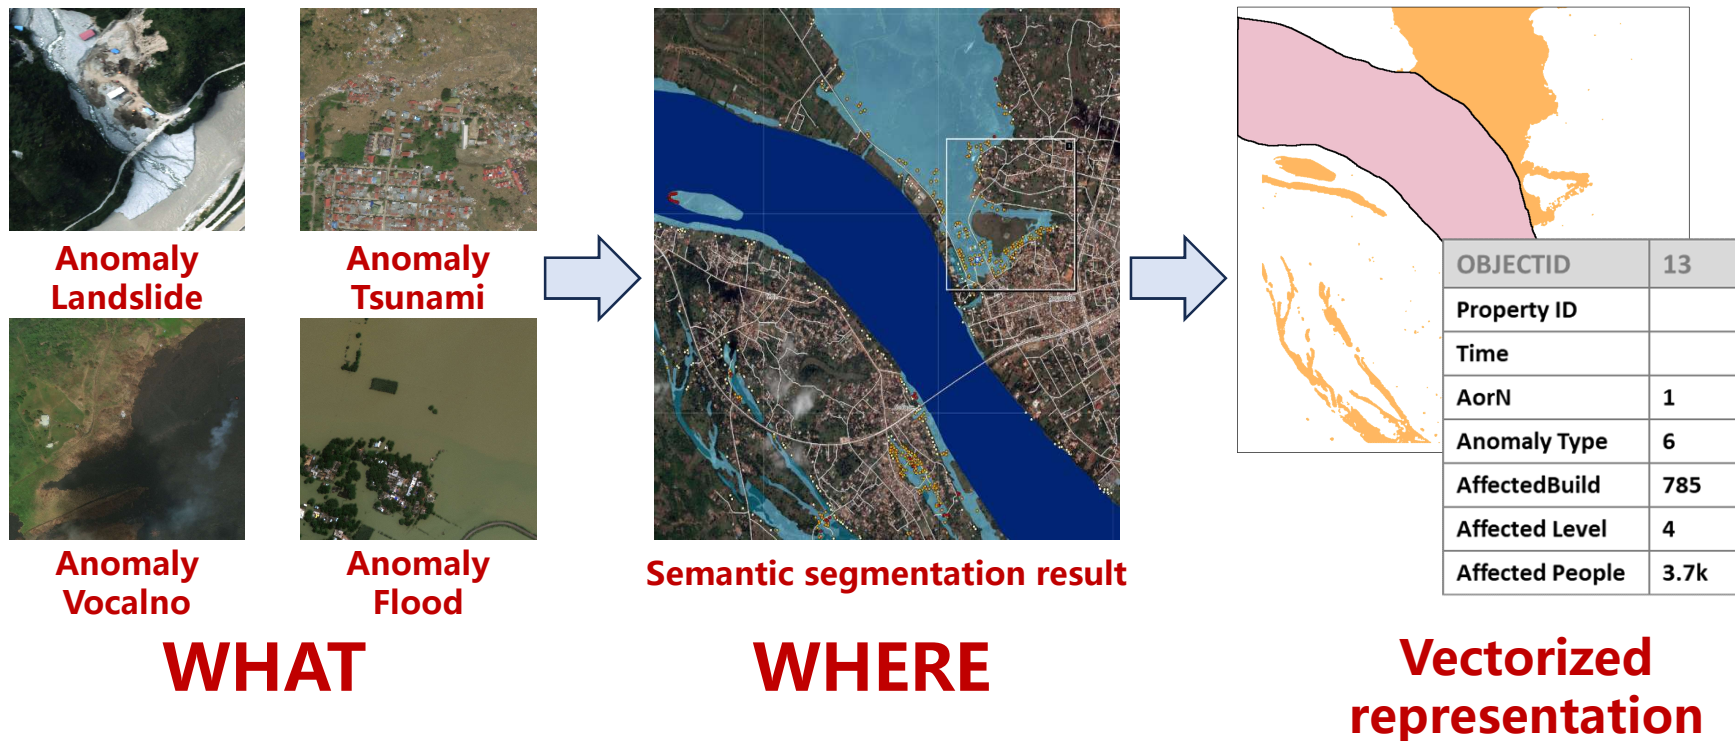 Anomaly
Landslide
Anomaly
Tsunami
Anomaly
Vocalno
Anomaly
Flood
WHAT
Semantic segmentation result
WHERE
OBJECTID 13
Property ID
Time
AorN 1
Anomaly Type 6
AffectedBuild 785
Affected Level 4
Affected People 3.7k
Vectorized
representation